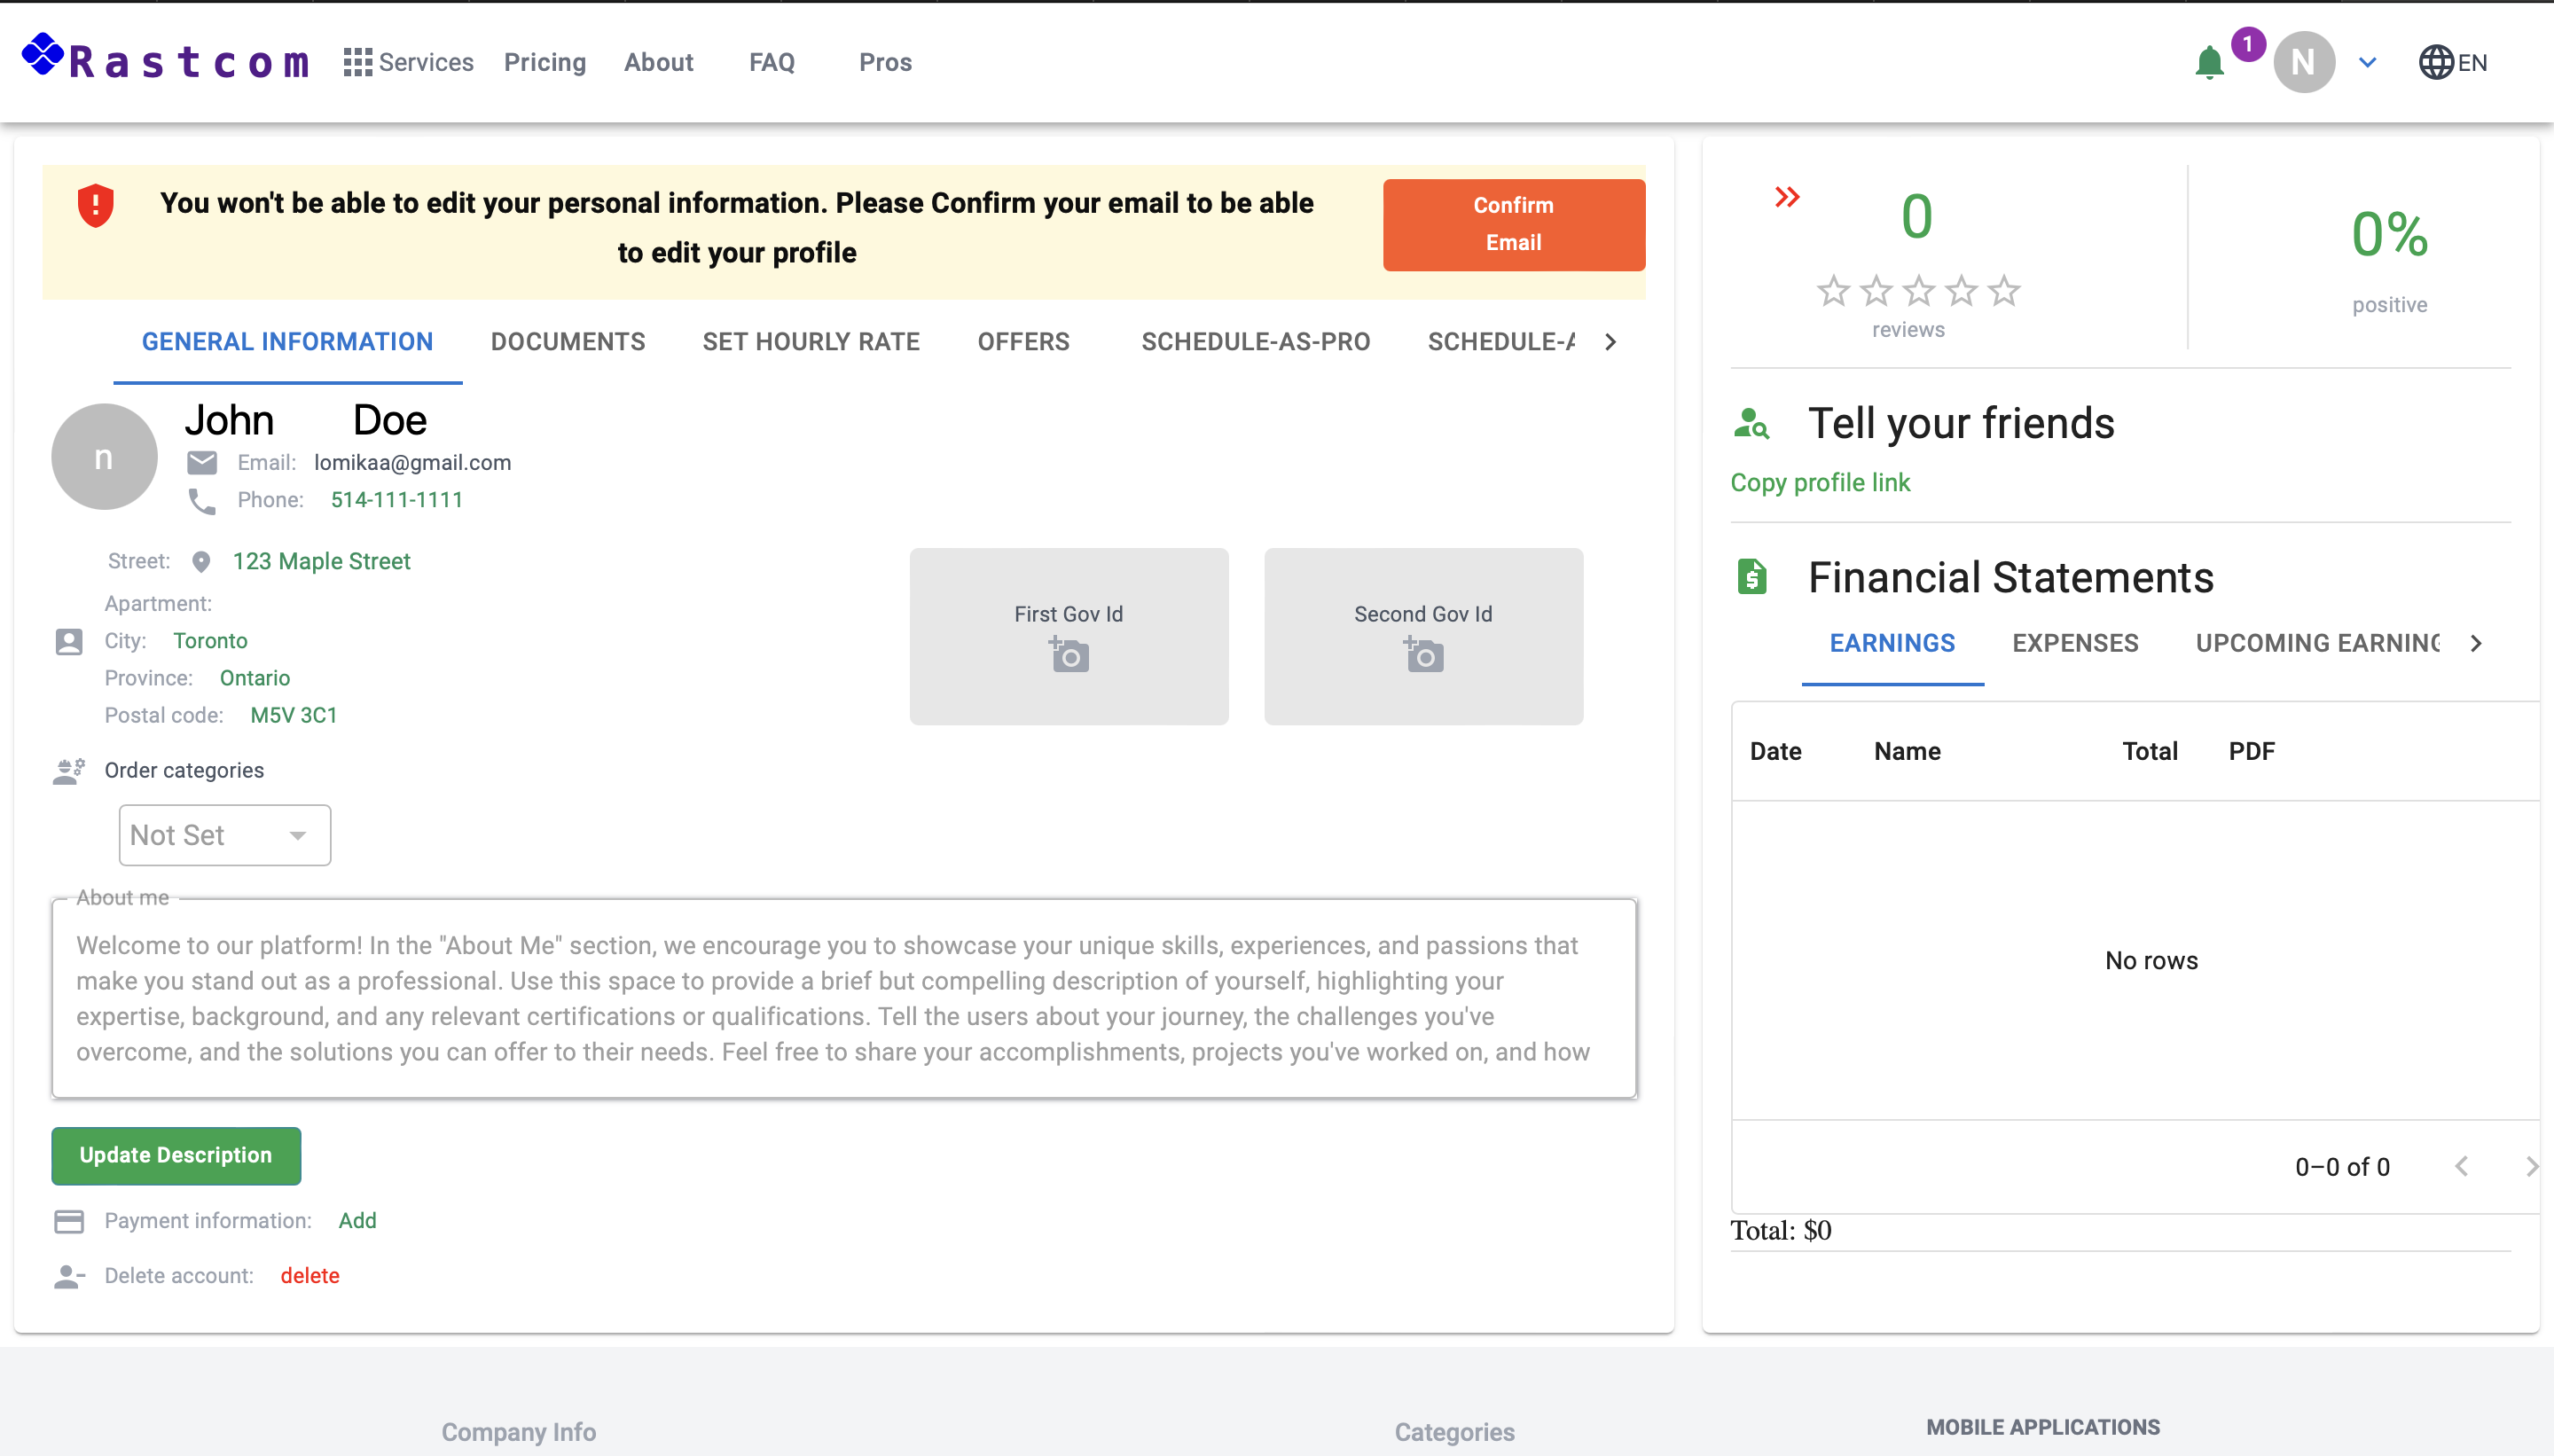 Rastcom Services Pricing About FAQ Pros 1 N EN
You won't be able to edit your personal information. Please Confirm your email to be able
to edit your profile
Confirm
Email
GENERAL INFORMATION DOCUMENTS SET HOURLY RATE OFFERS SCHEDULE-AS-PRO SCHEDULE-A
n
John Doe
Email: lomikaa@gmail.com
Phone: 514-111-1111
Street: 123 Maple Street
Apartment:
City: Toronto
Province: Ontario
Postal code: M5V 3C1
First Gov Id
Second Gov Id
Order categories
Not Set
About me
Welcome to our platform! In the "About Me" section, we encourage you to showcase your unique skills, experiences, and passions that
make you stand out as a professional. Use this space to provide a brief but compelling description of yourself, highlighting your
expertise, background, and any relevant certifications or qualifications. Tell the users about your journey, the challenges you've
overcome, and the solutions you can offer to their needs. Feel free to share your accomplishments, projects you've worked on, and how
Update Description
Payment information: Add
Delete account: delete
0
reviews
0%
positive
Tell your friends
Copy profile link
Financial Statements
EARNINGS EXPENSES UPCOMING EARNING
Date Name Total PDF
No rows
0–0 of 0
Total: $0
Company Info Categories MOBILE APPLICATIONS